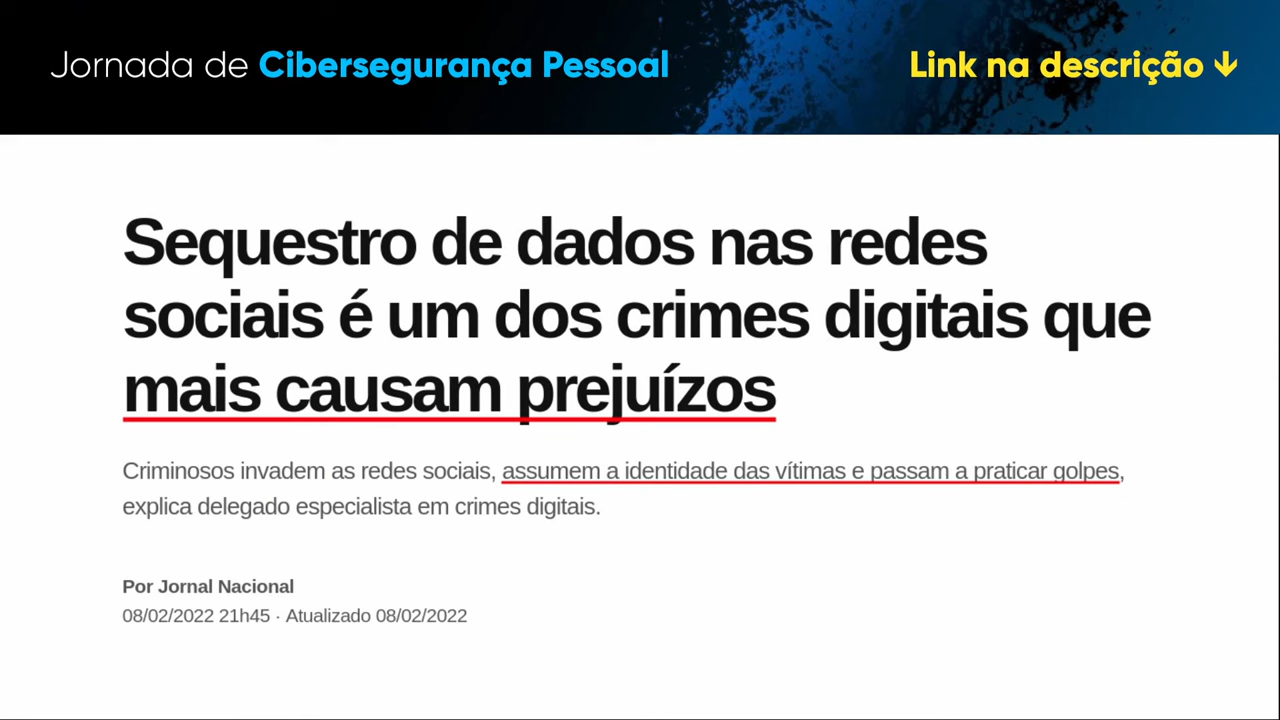 Jornada de Cibersegurança Pessoal
Link na descrição ↓
Sequestro de dados nas redes
sociais é um dos crimes digitais que
mais causam prejuízos
Criminosos invadem as redes sociais, assumem a identidade das vítimas e passam a praticar golpes,
explica delegado especialista em crimes digitais.
Por Jornal Nacional
08/02/2022 21h45 · Atualizado 08/02/2022